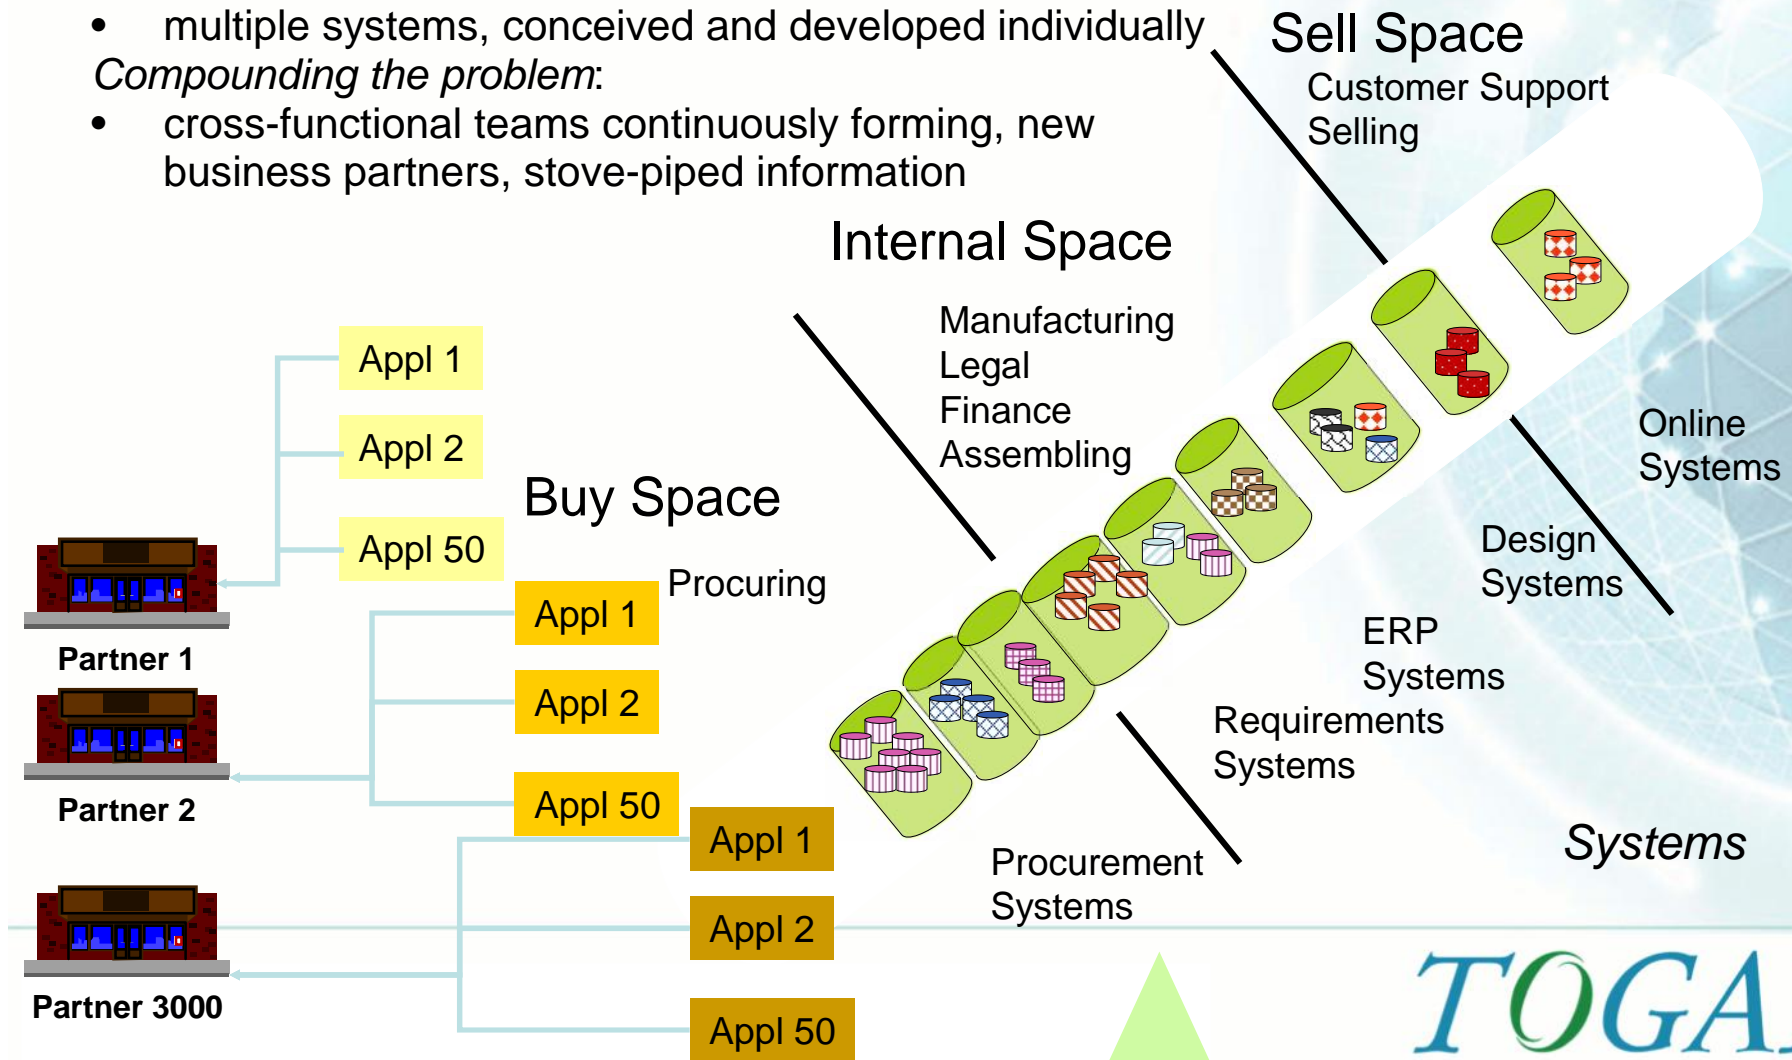 • multiple systems, conceived and developed individually
Compounding the problem:
• cross-functional teams continuously forming, new
business partners, stove-piped information
Sell Space
Customer Support
Selling
Internal Space
Manufacturing
Legal
Finance
Assembling
Buy Space
Procuring
Appl 1
Appl 2
Appl 50
Partner 1
Appl 1
Appl 2
Appl 50
Partner 2
Appl 1
Appl 2
Appl 50
Partner 3000
Online
Systems
Design
Systems
ERP
Systems
Requirements
Systems
Procurement
Systems
Systems
TOGA